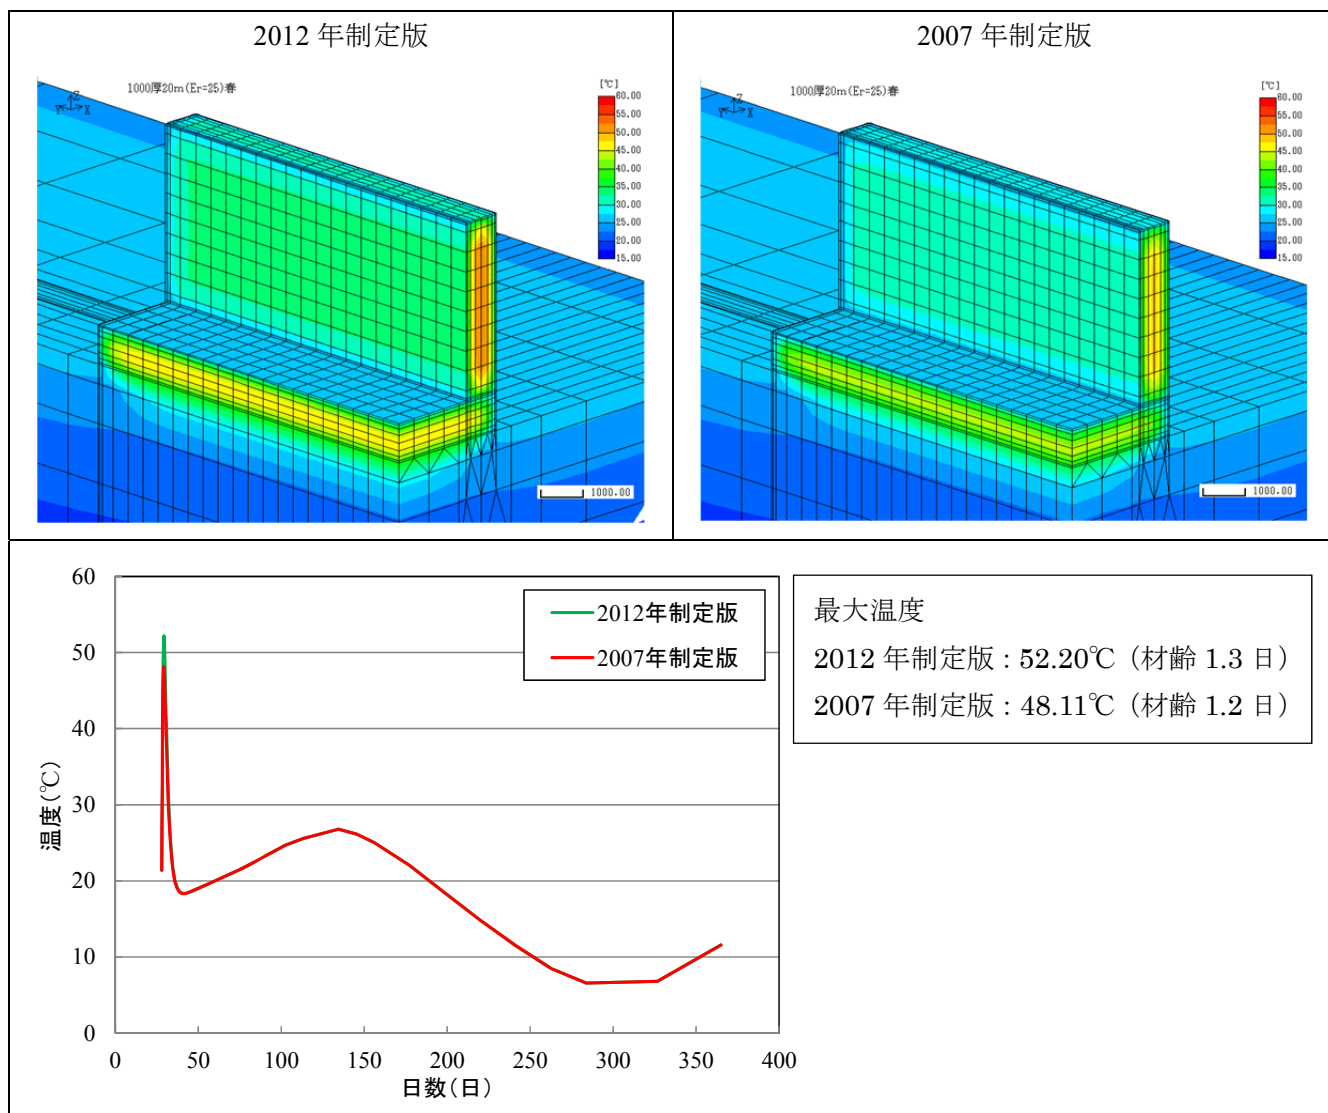 2012 年制定版
2007 年制定版
1000厚20m(Er=25)春
Z
Y
X
[℃]
60.00
55.00
50.00
45.00
40.00
35.00
30.00
25.00
20.00
15.00
1000.00
1000厚20m(Er=25)春
Z
Y
X
[℃]
60.00
55.00
50.00
45.00
40.00
35.00
30.00
25.00
20.00
15.00
1000.00
60
50
40
30
20
10
0
温度(℃)
0 50 100 150 200 250 300 350 400
日数(日)
2012年制定版
2007年制定版
最大温度
2012 年制定版：52.20℃（材齢 1.3 日）
2007 年制定版：48.11℃（材齢 1.2 日）